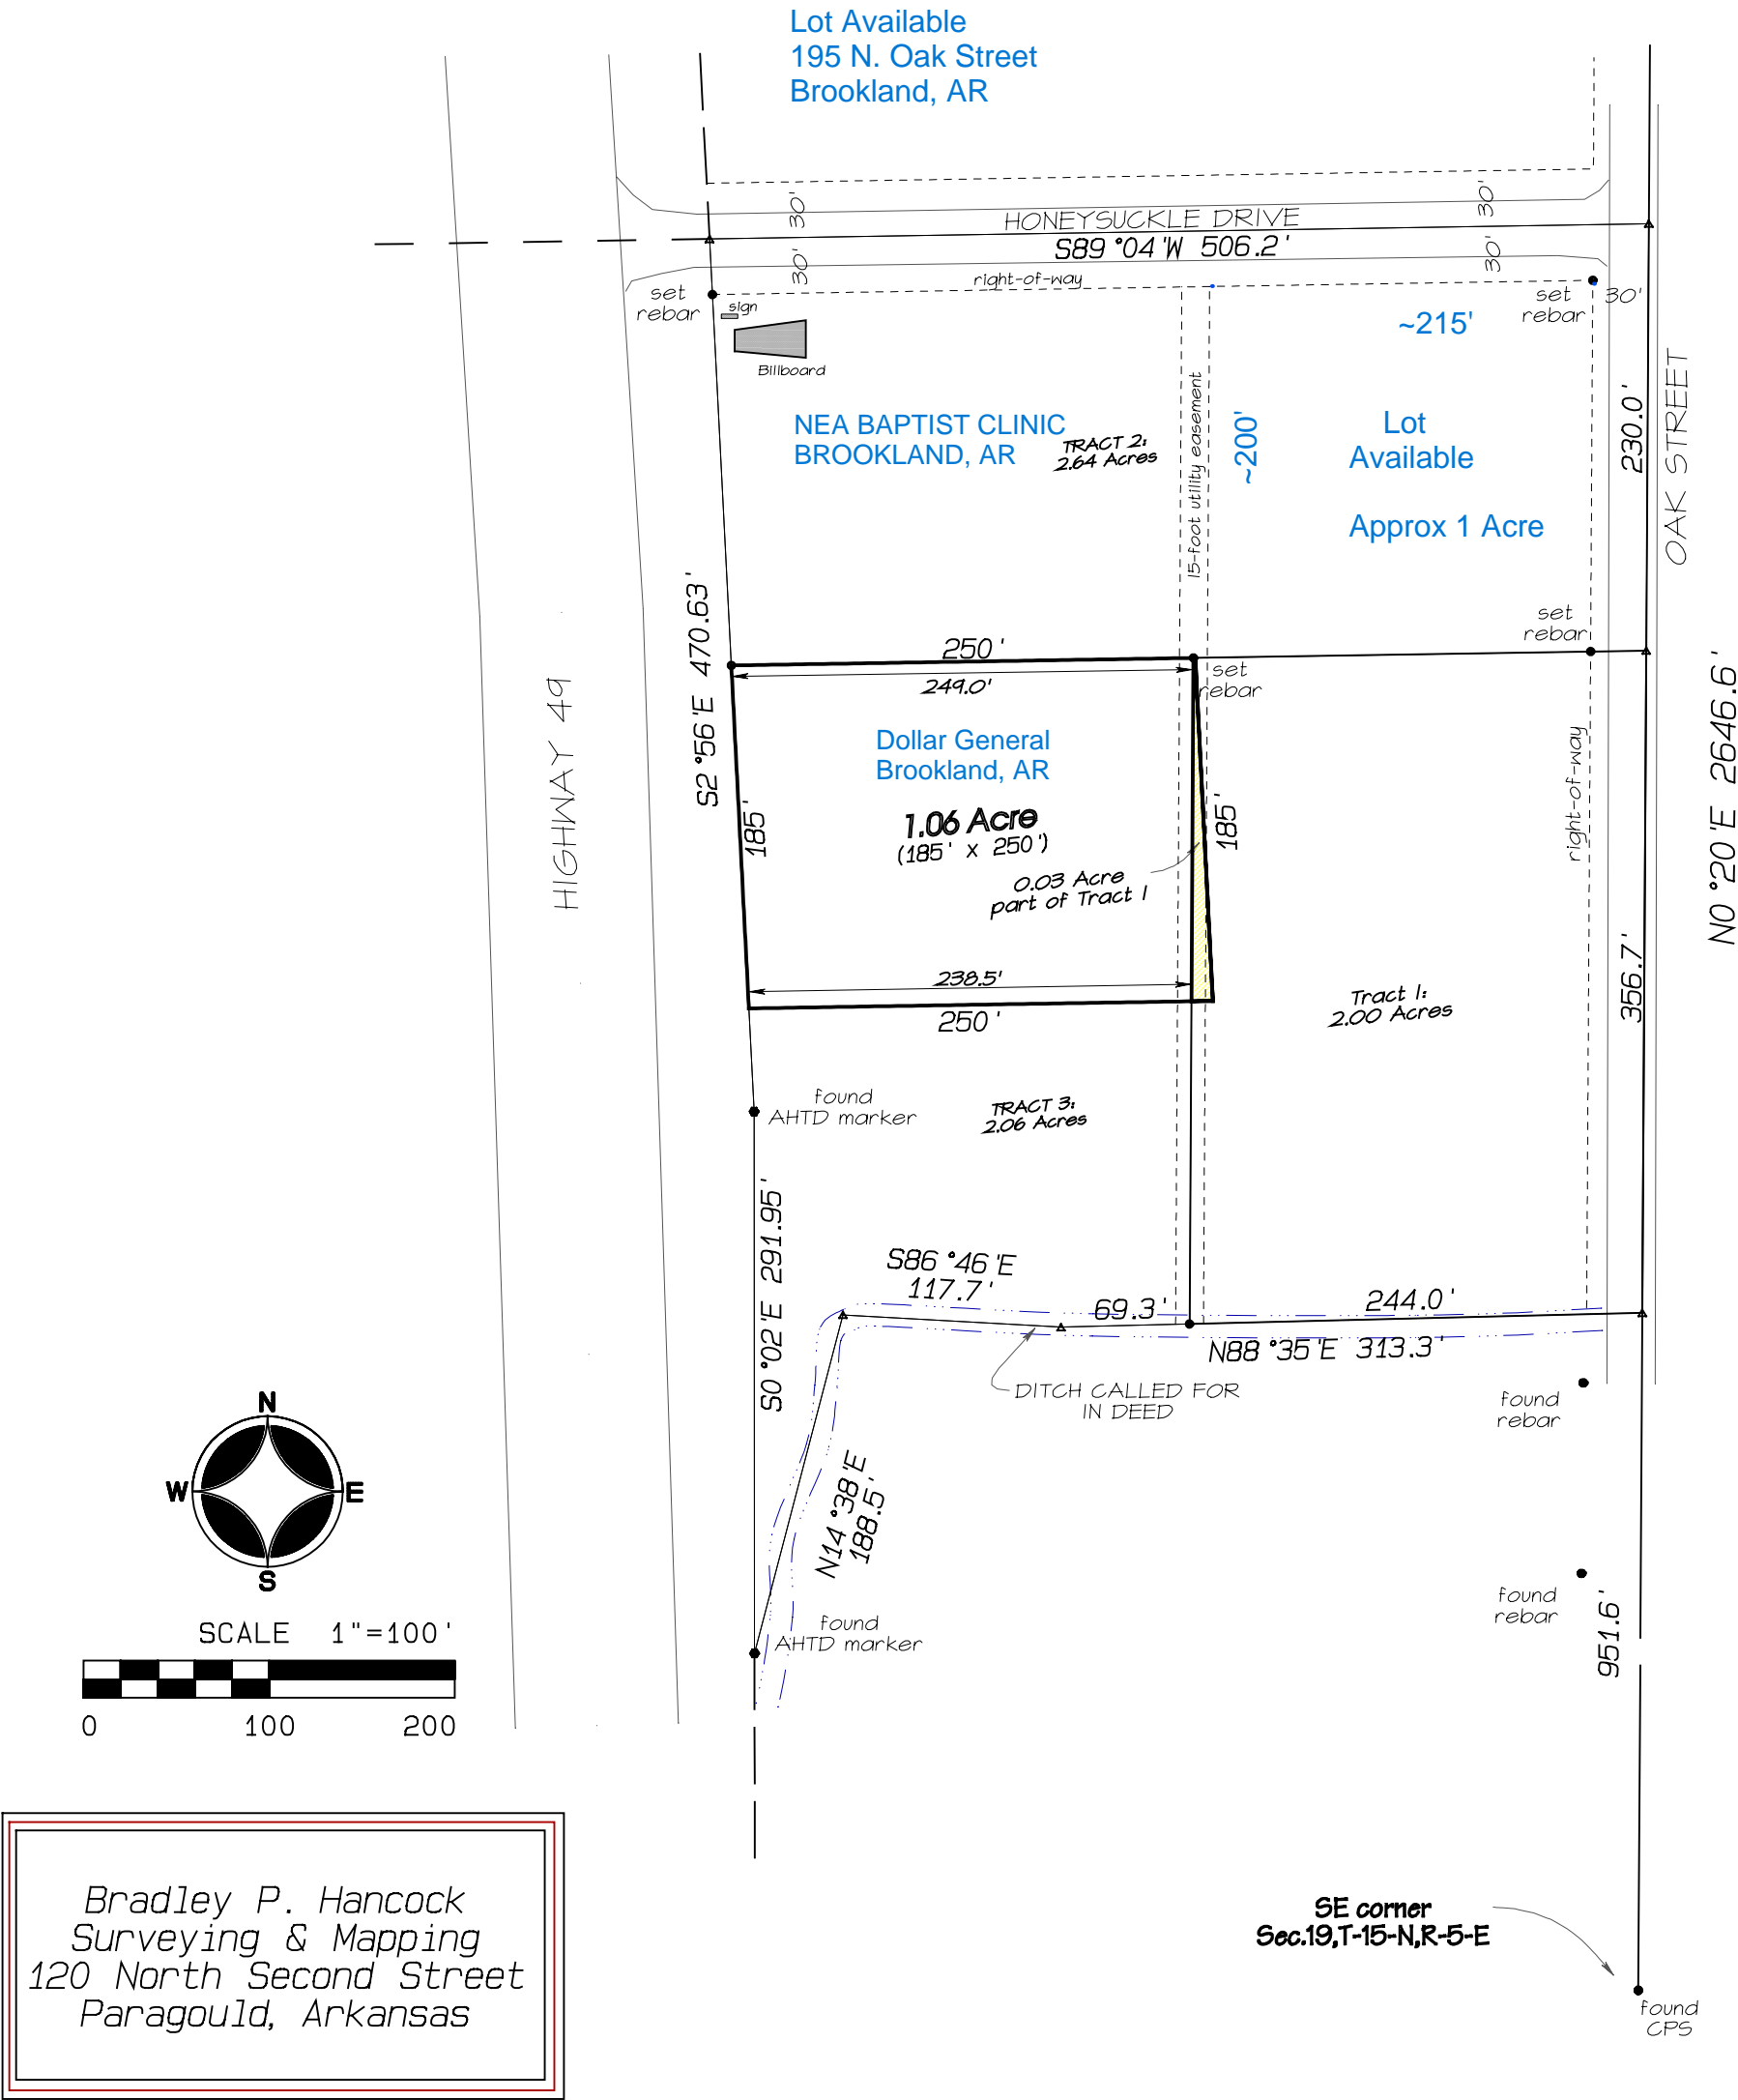 Lot Available
195 N. Oak Street
Brookland, AR
30'
30'
HONEYSUCKLE DRIVE
S89°04'W 506.2'
30'
30'
right-of-way
set
rebar
sign
Billboard
set
rebar
30'
~215'
NEA BAPTIST CLINIC
BROOKLAND, AR
TRACT 2:
2.64 Acres
15-foot utility easement
~200'
Lot
Available
Approx 1 Acre
230.0'
OAK STREET
S2°56'E 470.63'
set
rebar
250'
249.0'
set
rebar
HIGHWAY 49
Dollar General
Brookland, AR
185'
1.06 Acre
(185' x 250')
185'
0.03 Acre
part of Tract 1
right-of-way
N0°20'E 2646.6'
238.5'
250'
Tract 1:
2.00 Acres
356.7'
found
AHTD marker
TRACT 3:
2.06 Acres
S0°02'E 291.95'
S86°46'E
117.7'
69.3'
244.0'
N88°35'E 313.3'
DITCH CALLED FOR
IN DEED
found
rebar
N
W
E
S
N14°38'E
188.5'
found
rebar
951.6'
found
AHTD marker
SCALE 1"=100'
0 100 200
Bradley P. Hancock
Surveying & Mapping
120 North Second Street
Paragould, Arkansas
SE corner
Sec.19,T-15-N,R-5-E
found
CPS